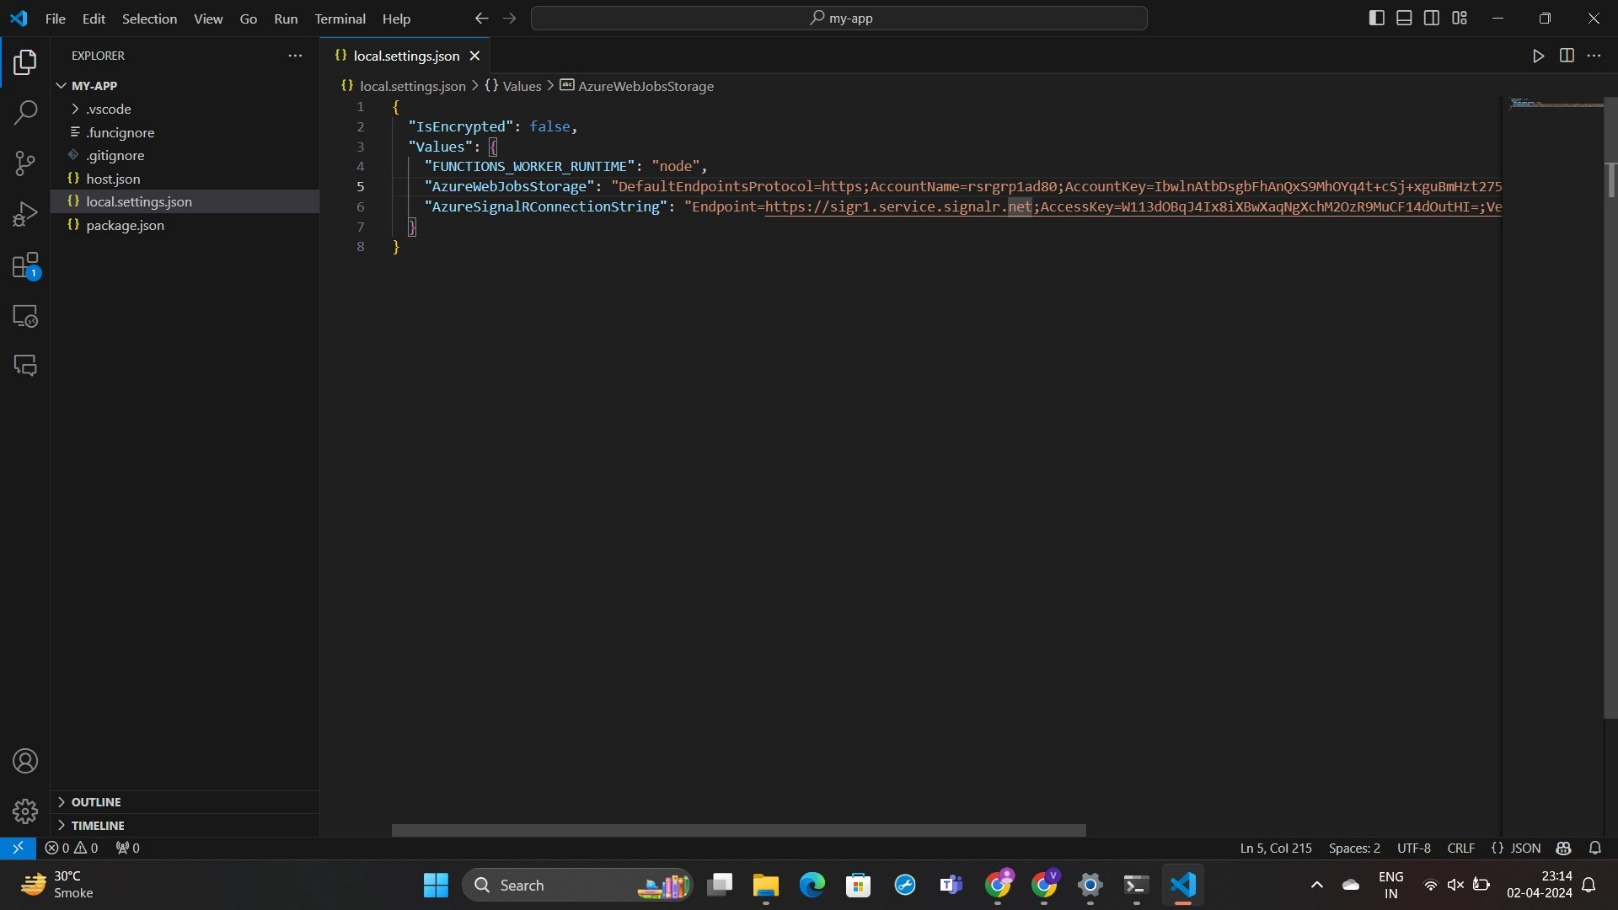 File Edit Selection View Go Run Terminal Help
my-app
EXPLORER
local.settings.json
MY-APP
.vscode
.funcignore
.gitignore
host.json
local.settings.json
package.json
local.settings.json > {} Values > AzureWebJobsStorage
1 {
2 "IsEncrypted": false,
3 "Values": {
4 "FUNCTIONS_WORKER_RUNTIME": "node",
5 "AzureWebJobsStorage": "DefaultEndpointsProtocol=https;AccountName=rsrgrp1ad80;AccountKey=IbwlnAtbDsgbFhAnQxS9MhOYq4t+cSj+xguBmHzt275
6 "AzureSignalRConnectionString": "Endpoint=https://sigr1.service.signalr.net;AccessKey=W113dOBqJ4Ix8iXBwXaqNgXchM2OzR9MuCF14dOutHI=;Ve
7 }
8 }
1
OUTLINE
TIMELINE
0 0 0
Ln 5, Col 215 Spaces: 2 UTF-8 CRLF {} JSON
30°C
Smoke
Search
V
ENG
IN
23:14
02-04-2024